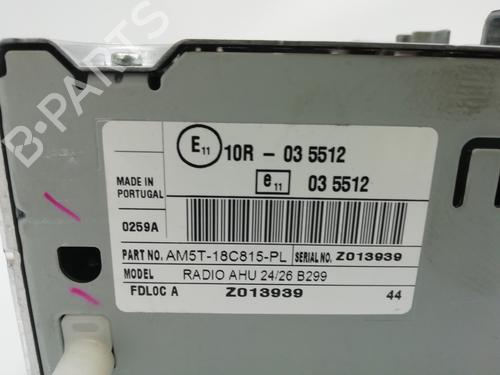 B-PARTS
E11 10R - 03 5512
e11 03 5512
MADE IN
PORTUGAL
0259A
PART NO. AM5T-18C815-PL SERIAL NO. Z013939
MODEL RADIO AHU 24/26 B299
FDL0C A Z013939 44